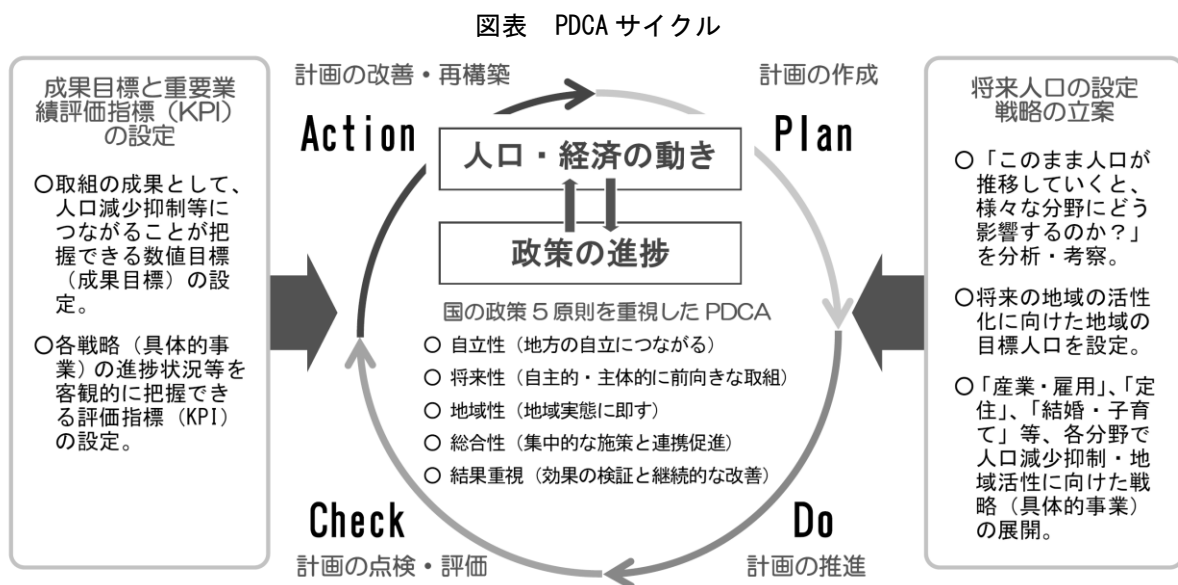 図表　PDCA サイクル
成果目標と重要業
績評価指標（KPI）
の設定
〇取組の成果として、
人口減少抑制等に
つながることが把
握できる数値目標
（成果目標）の設
定。
〇各戦略（具体的事
業）の進捗状況等を
客観的に把握でき
る評価指標（KPI）
の設定。
計画の改善・再構築
Action
計画の作成
Plan
人口・経済の動き
政策の進捗
国の政策５原則を重視した PDCA
〇 自立性（地方の自立につながる）
〇 将来性（自主的・主体的に前向きな取組）
〇 地域性（地域実態に即す）
〇 総合性（集中的な施策と連携促進）
〇 結果重視（効果の検証と継続的な改善）
Check
計画の点検・評価
Do
計画の推進
将来人口の設定
戦略の立案
〇「このまま人口が
推移していくと、
様々な分野にどう
影響するのか？」
を分析・考察。
〇将来の地域の活性
化に向けた地域の
目標人口を設定。
〇「産業・雇用」、「定
住」、「結婚・子育
て」等、各分野で
人口減少抑制・地
域活性に向けた戦
略（具体的事業）
の展開。